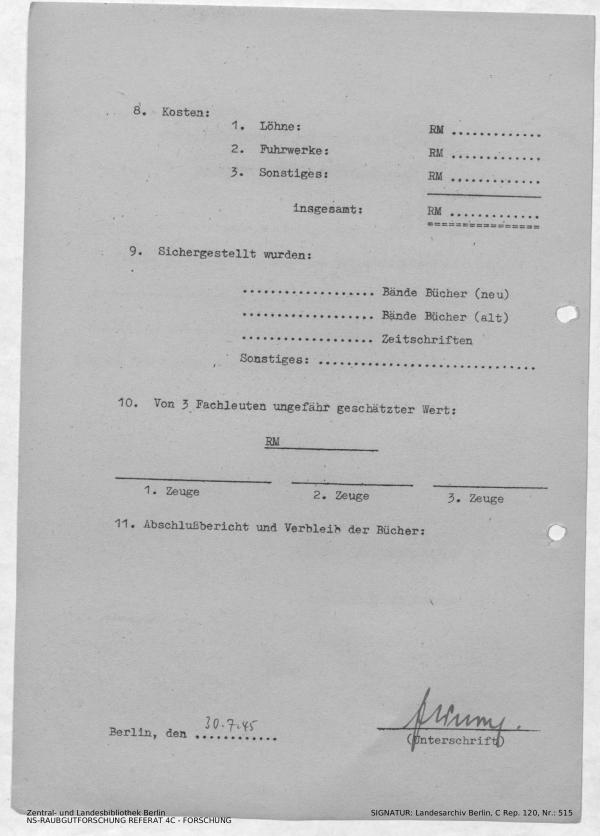 8. Kosten:
1. Löhne: RM .............
2. Fuhrwerke: RM .............
3. Sonstiges: RM .............
insgesamt: RM .............
================
9. Sichergestellt wurden:
................... Bände Bücher (neu)
................... Bände Bücher (alt)
................... Zeitschriften
Sonstiges: ...............................
10. Von 3 Fachleuten ungefähr geschätzter Wert:
RM
1. Zeuge 2. Zeuge 3. Zeuge
11. Abschlußbericht und Verbleib der Bücher:
Berlin, den 30.7.45
(Unterschrift)
Zentral- und Landesbibliothek Berlin
NS-RAUBGUTFORSCHUNG REFERAT 4C - FORSCHUNG
SIGNATUR: Landesarchiv Berlin, C Rep. 120, Nr.: 515